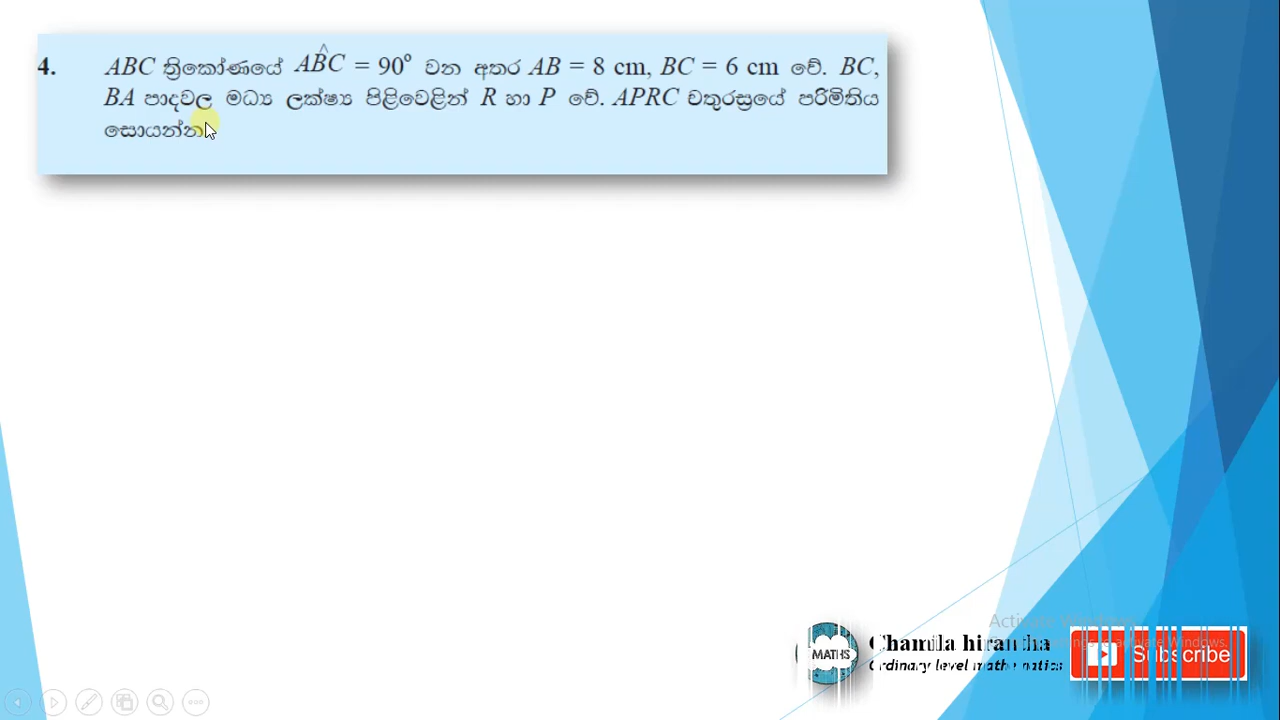 4. ABC ත්‍රිකෝණයේ AB̂C = 90° වන අතර AB = 8 cm, BC = 6 cm වේ. BC,
BA පාදවල මධ්‍ය ලක්ෂ්‍ය පිළිවෙළින් R හා P වේ. APRC චතුරස්‍රයේ පරිමිතිය
සොයන්න
MATHS
Chamila hirantha
Ordinary level mathematics
Subscribe